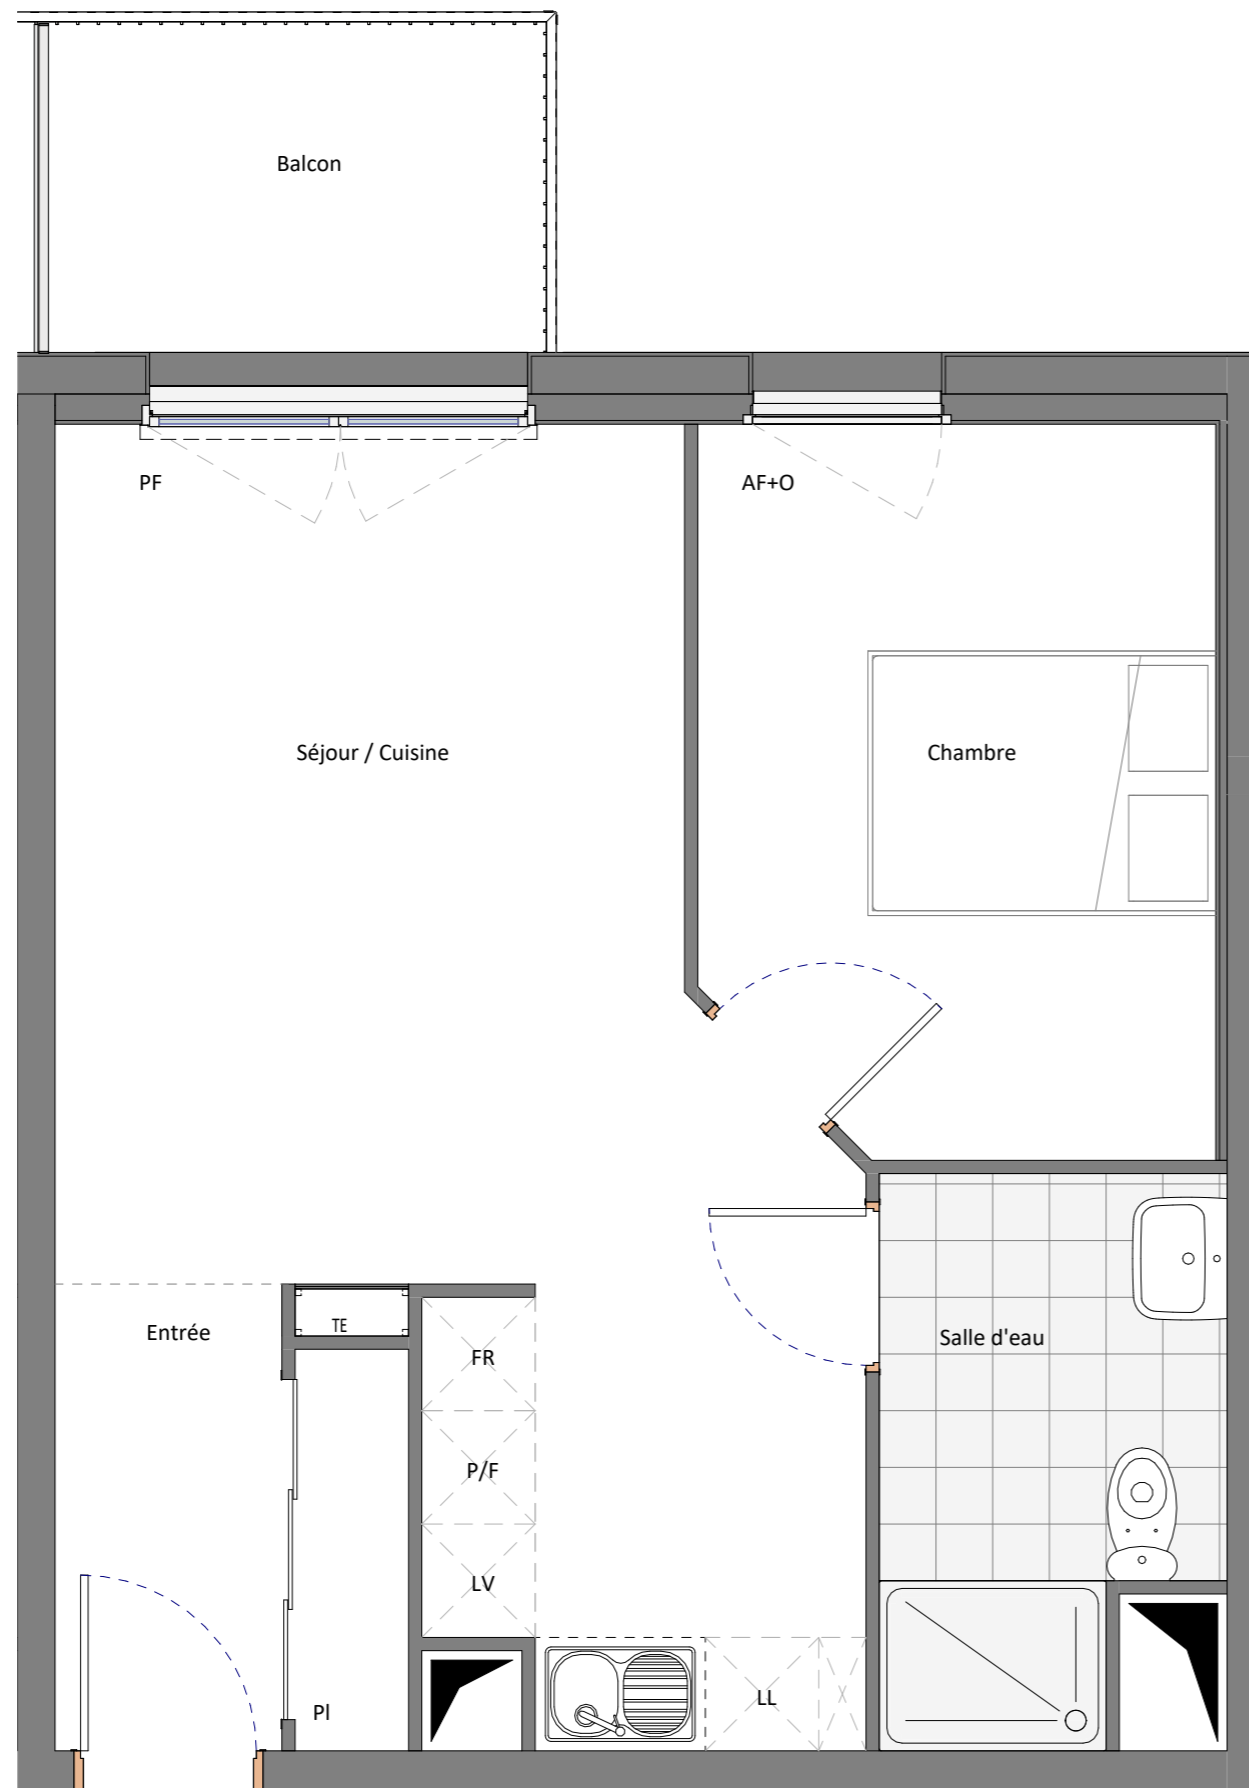 Balcon
PF
AF+O
Séjour / Cuisine
Chambre
Entrée
TE
FR
Salle d'eau
P/F
LV
LL
Pl